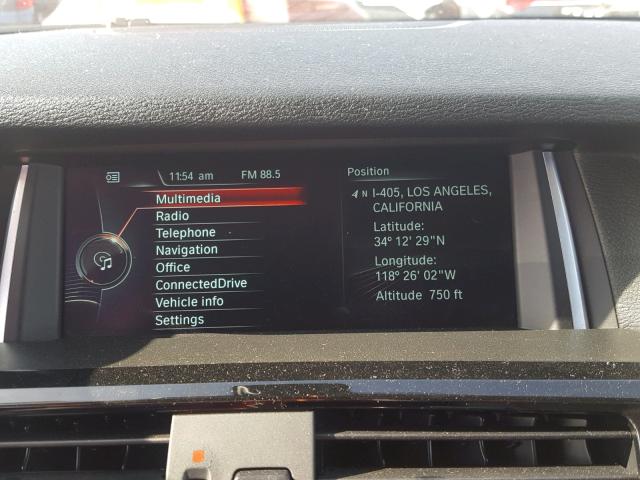 11:54 am FM 88.5
Multimedia
Radio
Telephone
Navigation
Office
ConnectedDrive
Vehicle info
Settings
Position
N I-405, LOS ANGELES,
CALIFORNIA
Latitude:
34° 12' 29"N
Longitude:
118° 26' 02"W
Altitude 750 ft